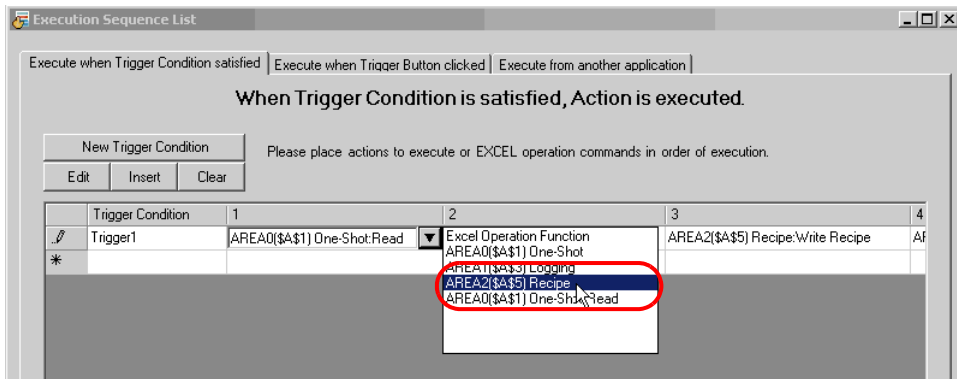 Execution Sequence List
Execute when Trigger Condition satisfied Execute when Trigger Button clicked Execute from another application
When Trigger Condition is satisfied, Action is executed.
New Trigger Condition
Please place actions to execute or EXCEL operation commands in order of execution.
Edit Insert Clear
Trigger Condition 1 2 3 4
Trigger1 AREA0($A$1) One-Shot:Read Excel Operation Function AREA2($A$5) Recipe:Write Recipe
AREA0($A$1) One-Shot
AREA1($A$3) Logging
AREA2($A$5) Recipe
AREA0($A$1) One-Shot:Read